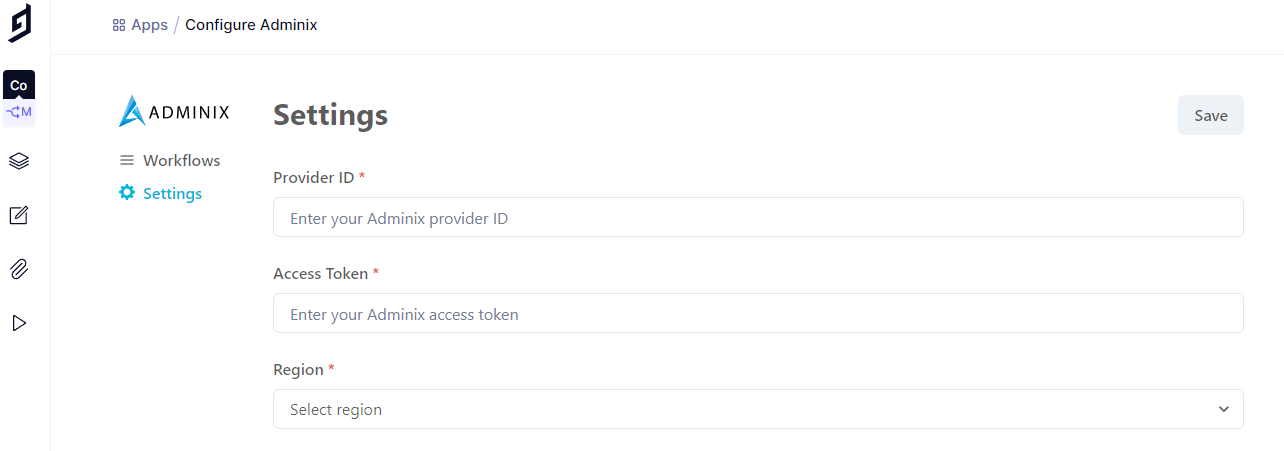 Apps / Configure Adminix
Co
M
ADMINIX
Workflows
Settings
Settings
Save
Provider ID *
Enter your Adminix provider ID
Access Token *
Enter your Adminix access token
Region *
Select region